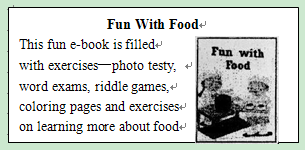 Fun With Food
This fun e-book is filled
with exercises—photo testy,
word exams, riddle games,
coloring pages and exercises
on learning more about food
Fun with
Food